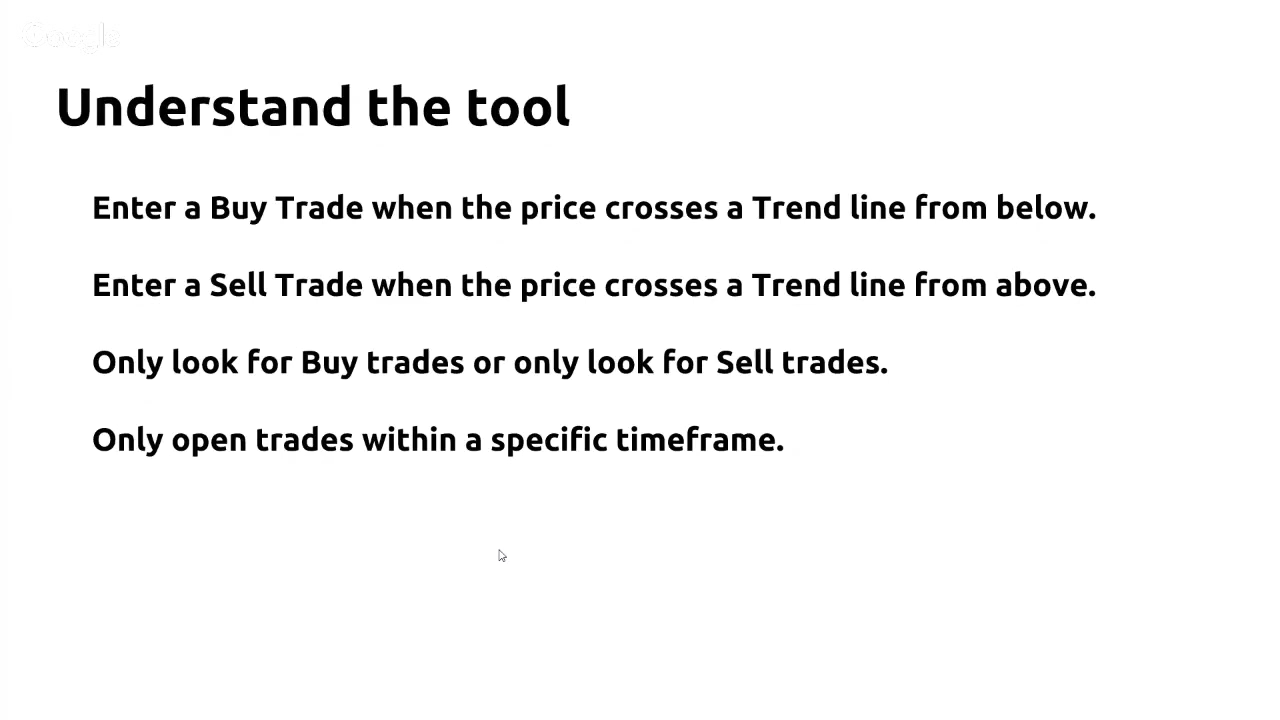 Google
Understand the tool
Enter a Buy Trade when the price crosses a Trend line from below.
Enter a Sell Trade when the price crosses a Trend line from above.
Only look for Buy trades or only look for Sell trades.
Only open trades within a specific timeframe.